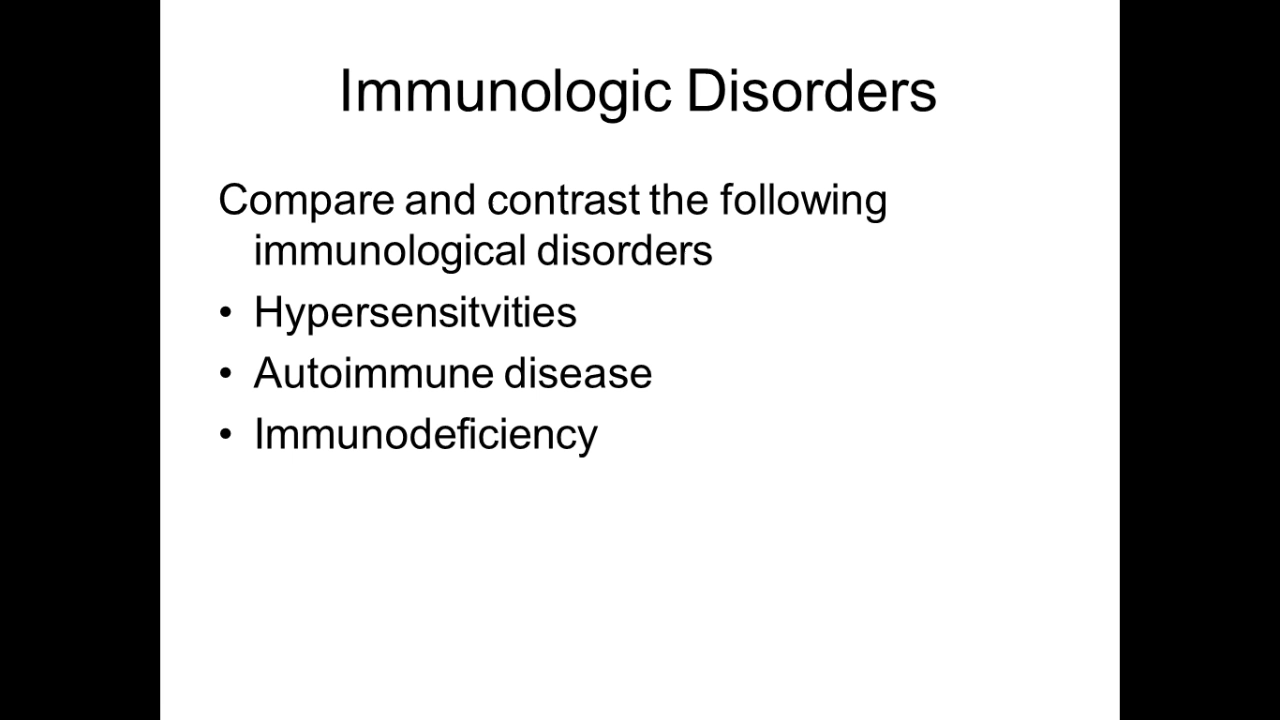 Immunologic Disorders
Compare and contrast the following
immunological disorders
• Hypersensitvities
• Autoimmune disease
• Immunodeficiency